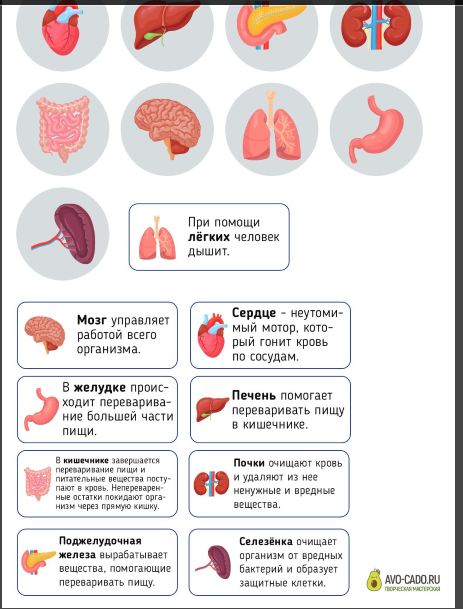 При помощи
лёгких человек
дышит.
Мозг управляет
работой всего
организма.
Сердце - неутоми-
мый мотор, кото-
рый гонит кровь
по сосудам.
В желудке проис-
ходит переварива-
ние большей части
пищи.
Печень помогает
переваривать пищу
в кишечнике.
В кишечнике завершается
переваривание пищи и
питательные вещества посту-
пают в кровь. Непереварен-
ные остатки покидают орга-
низм через прямую кишку.
Почки очищают кровь
и удаляют из нее
ненужные и вредные
вещества.
Поджелудочная
железа вырабатывает
вещества, помогающие
переваривать пищу.
Селезёнка очищает
организм от вредных
бактерий и образует
защитные клетки.
AVO-CADO.RU
ТВОРЧЕСКАЯ МАСТЕРСКАЯ